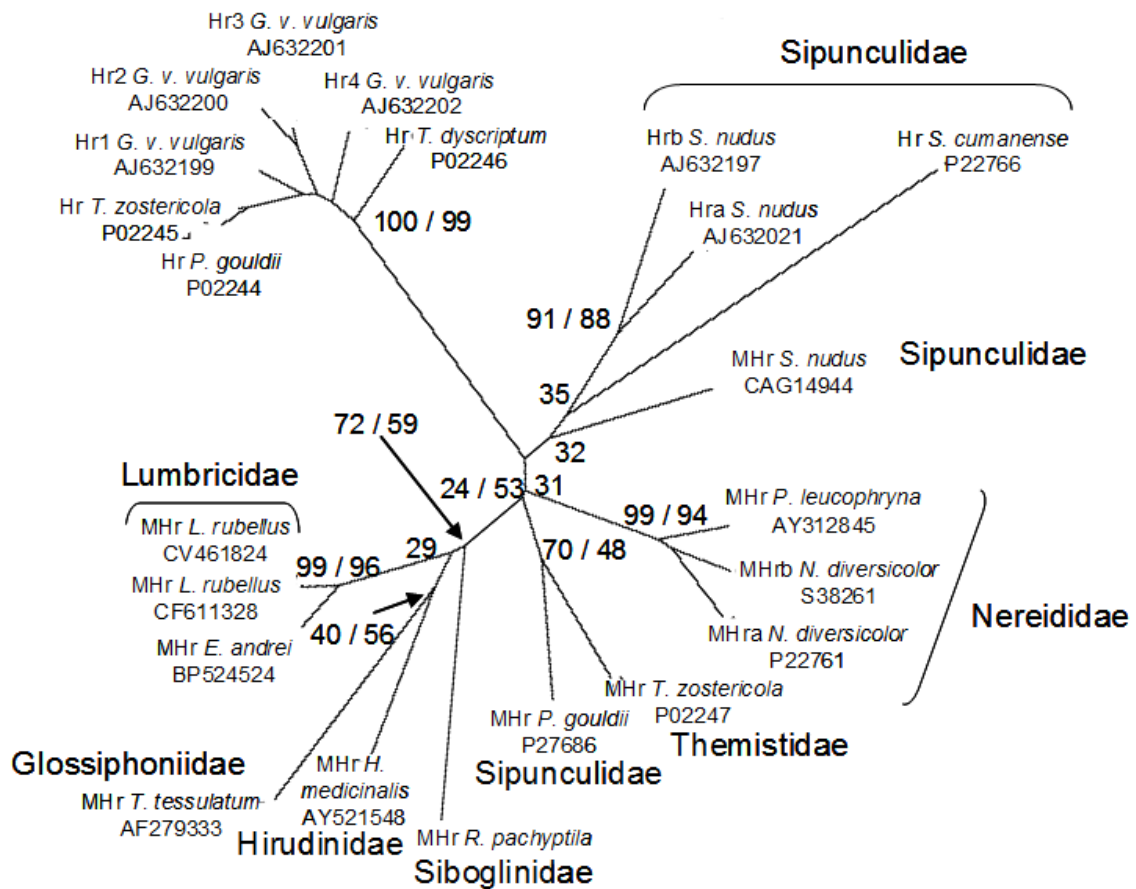 Hr3 G. v. vulgaris
AJ632201
Hr2 G. v. vulgaris
AJ632200
Hr4 G. v. vulgaris
AJ632202
Hr1 G. v. vulgaris
AJ632199
Hr T. dyscriptum
P02246
Hr T. zostericola
P02245
Hr P. gouldii
P02244
100 / 99
Sipunculidae
Hrb S. nudus
AJ632197
Hr S. cumanense
P22766
Hra S. nudus
AJ632021
91 / 88
MHr S. nudus
CAG14944
Sipunculidae
35
32
72 / 59
24 / 53
31
Lumbricidae
MHr L. rubellus
CV461824
MHr L. rubellus
CF611328
MHr E. andrei
BP524524
99 / 96
29
40 / 56
70 / 48
99 / 94
MHr P. leucophryna
AY312845
MHrb N. diversicolor
S38261
MHra N. diversicolor
P22761
Nereididae
MHr T. zostericola
P02247
Themistidae
MHr P. gouldii
P27686
Sipunculidae
Glossiphoniidae
MHr T. tessulatum
AF279333
MHr H.
medicinalis
AY521548
Hirudinidae
MHr R. pachyptila
Siboglinidae